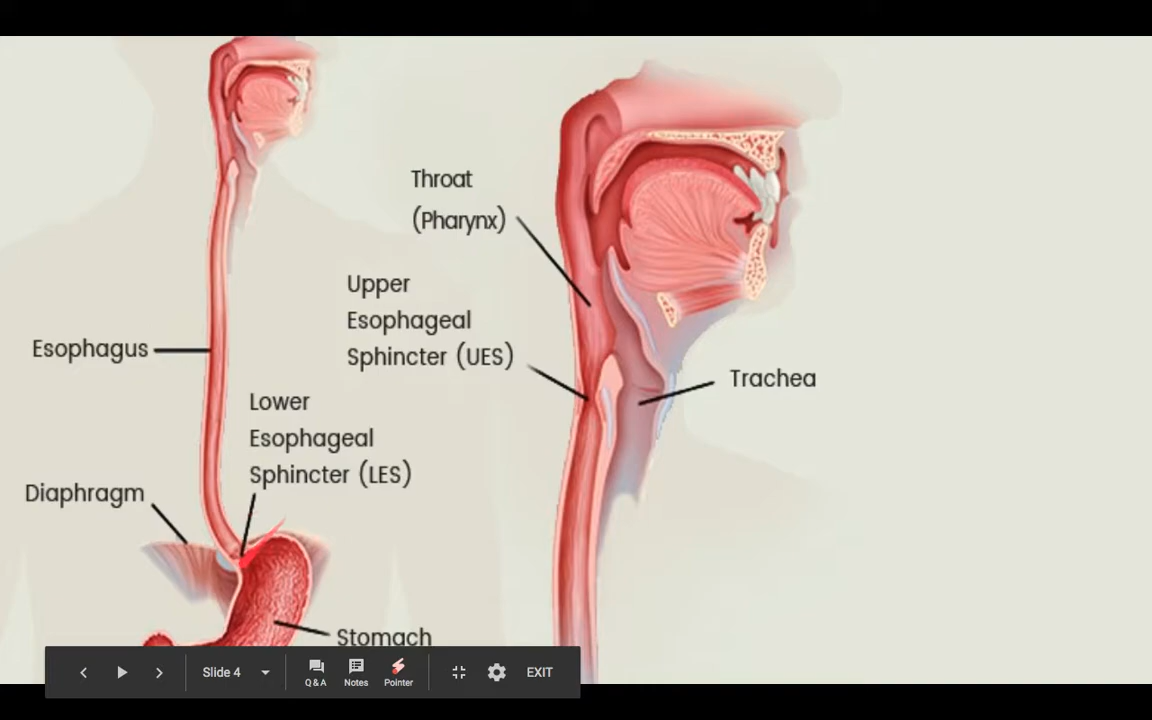 Throat
(Pharynx)
Upper
Esophageal
Sphincter (UES)
Esophagus
Trachea
Lower
Esophageal
Sphincter (LES)
Diaphragm
Stomach
Slide 4
Q & A
Notes
Pointer
EXIT